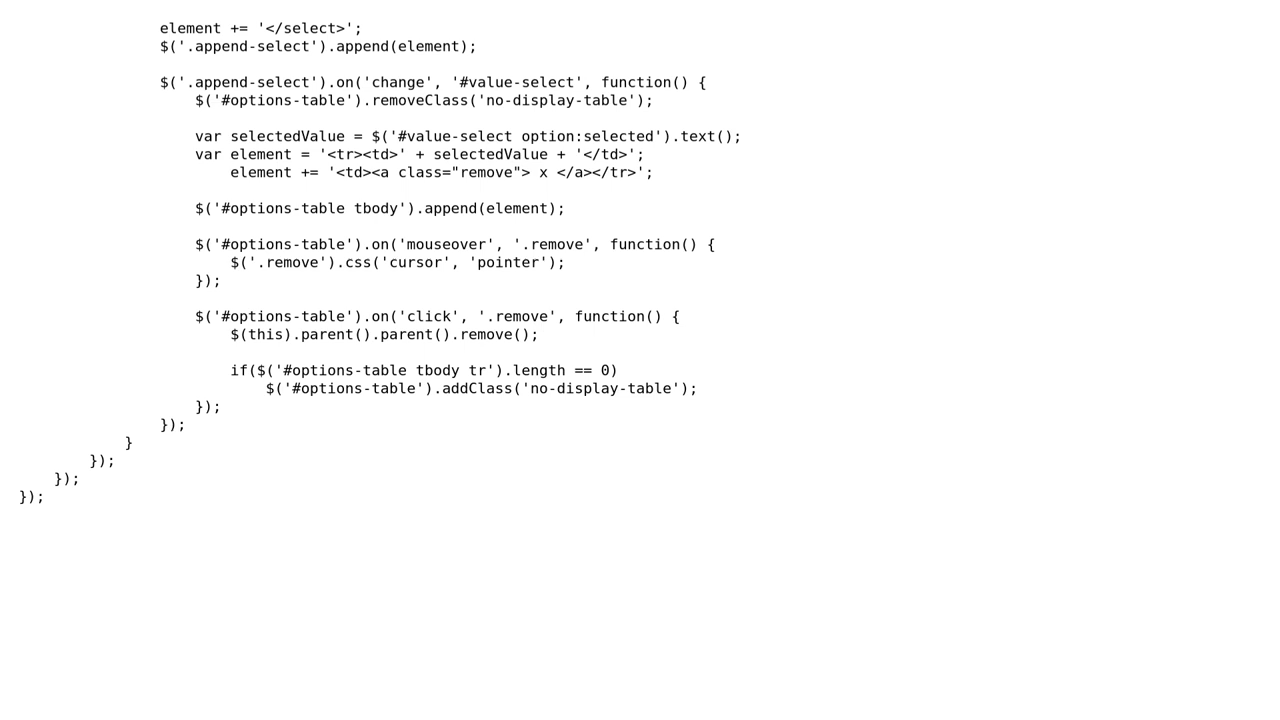 element += '</select>';
$('.append-select').append(element);
$('.append-select').on('change', '#value-select', function() {
$('#options-table').removeClass('no-display-table');
var selectedValue = $('#value-select option:selected').text();
var element = '<tr><td>' + selectedValue + '</td>';
element += '<td><a class="remove"> x </a></tr>';
$('#options-table tbody').append(element);
$('#options-table').on('mouseover', '.remove', function() {
$('.remove').css('cursor', 'pointer');
});
$('#options-table').on('click', '.remove', function() {
$(this).parent().parent().remove();
if($('#options-table tbody tr').length == 0)
$('#options-table').addClass('no-display-table');
});
});
}
});
});
});